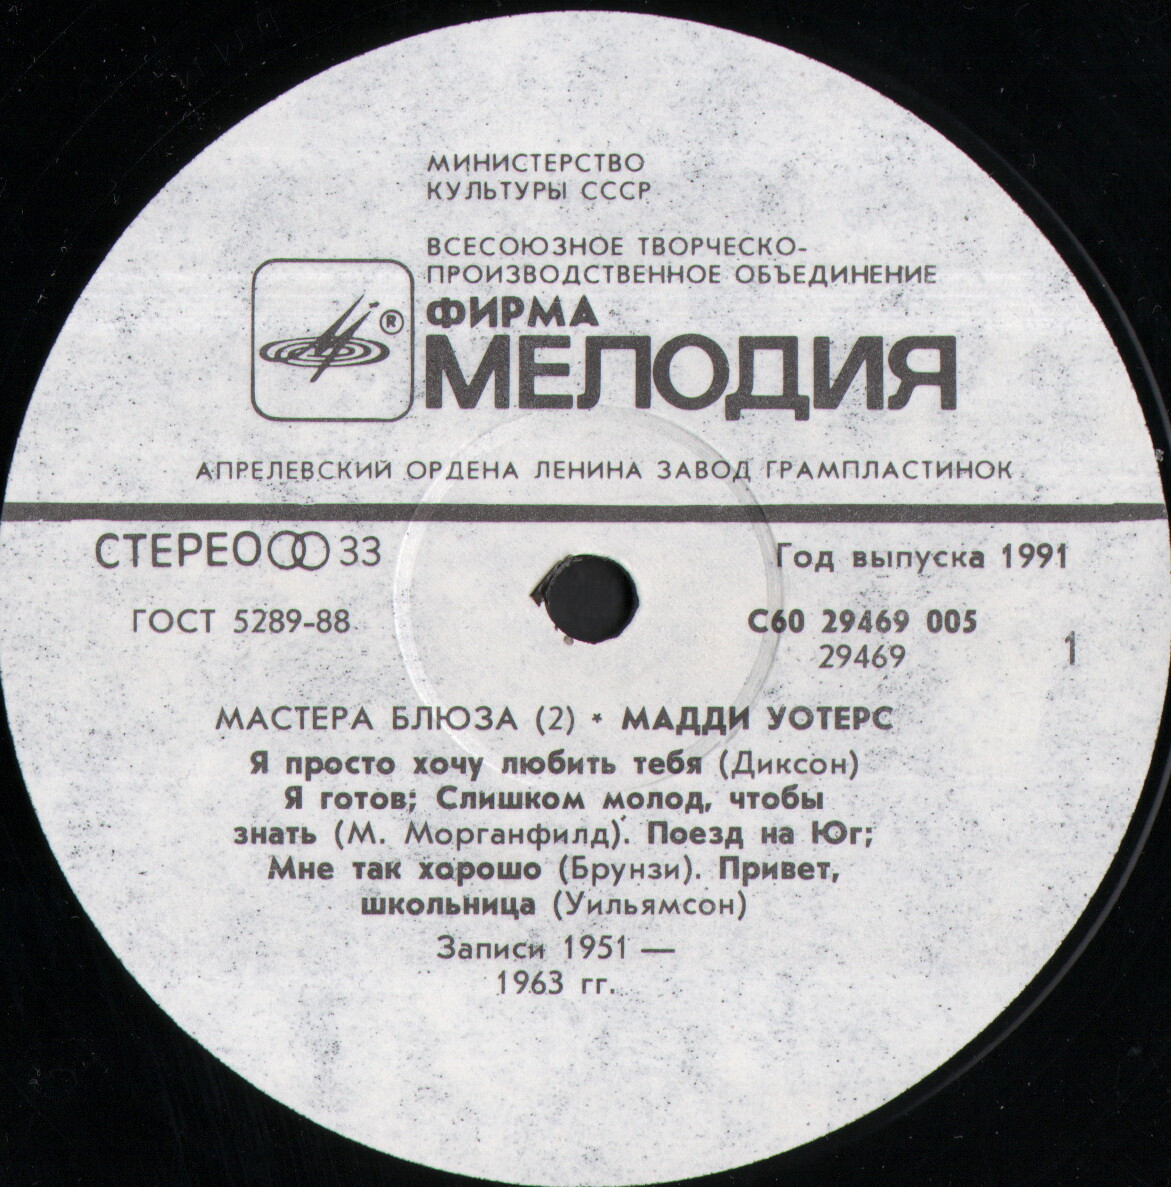 МИНИСТЕРСТВО
КУЛЬТУРЫ СССР
ВСЕСОЮЗНОЕ ТВОРЧЕСКО-
ПРОИЗВОДСТВЕННОЕ ОБЪЕДИНЕНИЕ
ФИРМА
®
МЕЛОДИЯ
АПРЕЛЕВСКИЙ ОРДЕНА ЛЕНИНА ЗАВОД ГРАМПЛАСТИНОК
СТЕРЕО 33
Год выпуска 1991
ГОСТ 5289-88
С60 29469 005
29469
1
МАСТЕРА БЛЮЗА (2) * МАДДИ УОТЕРС
Я просто хочу любить тебя (Диксон)
Я готов; Слишком молод, чтобы
знать (М. Морганфилд). Поезд на Юг;
Мне так хорошо (Брунзи). Привет,
школьница (Уильямсон)
Записи 1951 —
1963 гг.